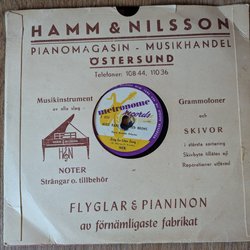 HAMM & NILSSON
PIANOMAGASIN - MUSIKHANDEL
ÖSTERSUND
Telefoner: 108 44, 110 36
Musikinstrument
av alla slag
metronome
records
NOTER
Strängar o. tillbehör
Grammofoner
och
SKIVOR
i största sortering
Skivbyte tillåtes ej!
Reparationer utföras!
FLYGLAR & PIANINON
av förnämligaste fabrikat